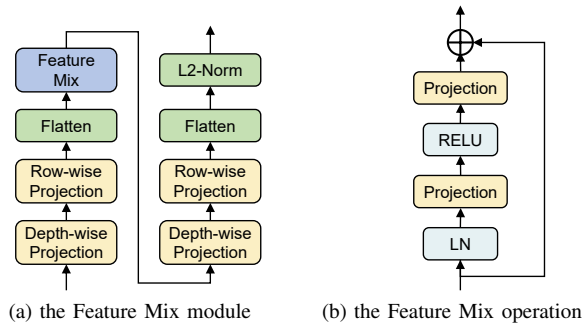 Feature
Mix
Flatten
Row-wise
Projection
Depth-wise
Projection
L2-Norm
Flatten
Row-wise
Projection
Depth-wise
Projection
(a) the Feature Mix module
Projection
RELU
Projection
LN
(b) the Feature Mix operation